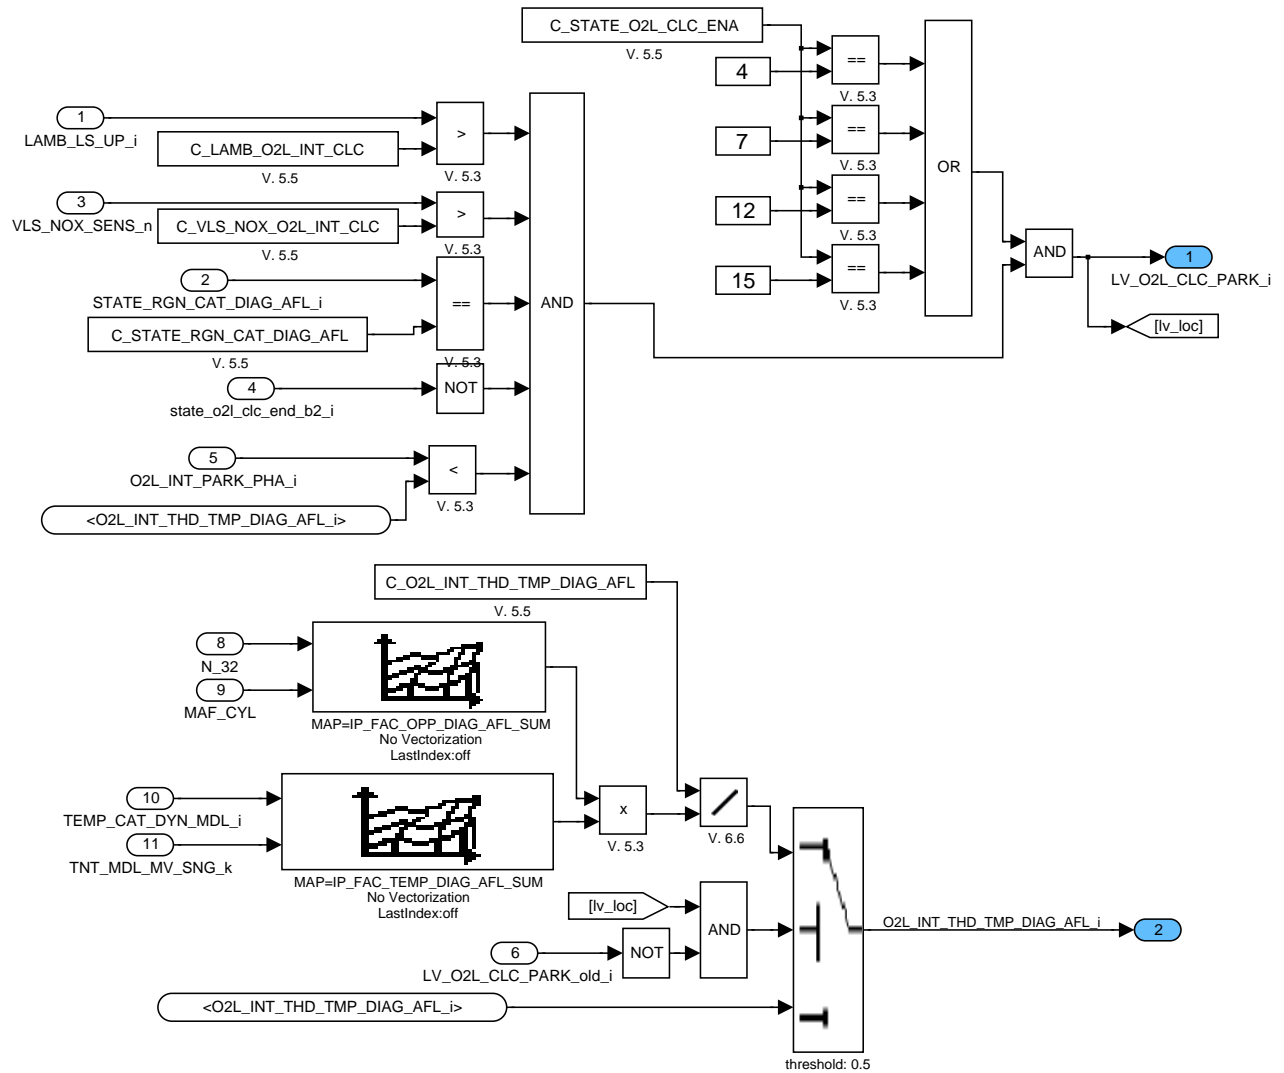 C_STATE_O2L_CLC_ENA
V. 5.5
4
==
V. 5.3
7
==
V. 5.3
12
==
V. 5.3
15
==
V. 5.3
OR
AND
1
LV_O2L_CLC_PARK_i
[lv_loc]
1
LAMB_LS_UP_i
C_LAMB_O2L_INT_CLC
V. 5.5
>
V. 5.3
3
VLS_NOX_SENS_n
C_VLS_NOX_O2L_INT_CLC
V. 5.5
>
V. 5.3
2
STATE_RGN_CAT_DIAG_AFL_i
C_STATE_RGN_CAT_DIAG_AFL
V. 5.5
==
V. 5.3
4
state_o2l_clc_end_b2_i
NOT
5
O2L_INT_PARK_PHA_i
<O2L_INT_THD_TMP_DIAG_AFL_i>
<
V. 5.3
AND
C_O2L_INT_THD_TMP_DIAG_AFL
V. 5.5
8
N_32
9
MAF_CYL
MAP=IP_FAC_OPP_DIAG_AFL_SUM
No Vectorization
LastIndex:off
10
TEMP_CAT_DYN_MDL_i
11
TNT_MDL_MV_SNG_k
MAP=IP_FAC_TEMP_DIAG_AFL_SUM
No Vectorization
LastIndex:off
x
V. 5.3
V. 6.6
[lv_loc]
6
LV_O2L_CLC_PARK_old_i
NOT
AND
<O2L_INT_THD_TMP_DIAG_AFL_i>
threshold: 0.5
O2L_INT_THD_TMP_DIAG_AFL_i
2